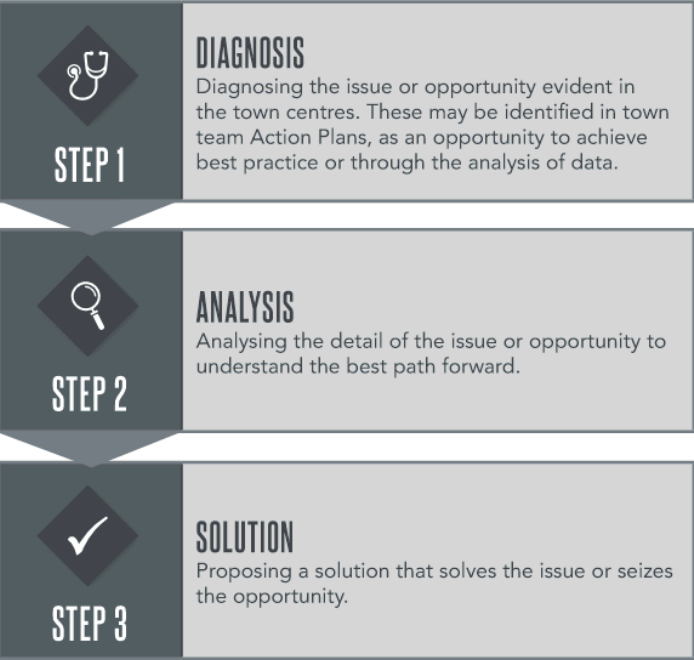 DIAGNOSIS
Diagnosing the issue or opportunity evident in
the town centres. These may be identified in town
team Action Plans, as an opportunity to achieve
best practice or through the analysis of data.
STEP 1
ANALYSIS
Analysing the detail of the issue or opportunity to
understand the best path forward.
STEP 2
SOLUTION
Proposing a solution that solves the issue or seizes
the opportunity.
STEP 3